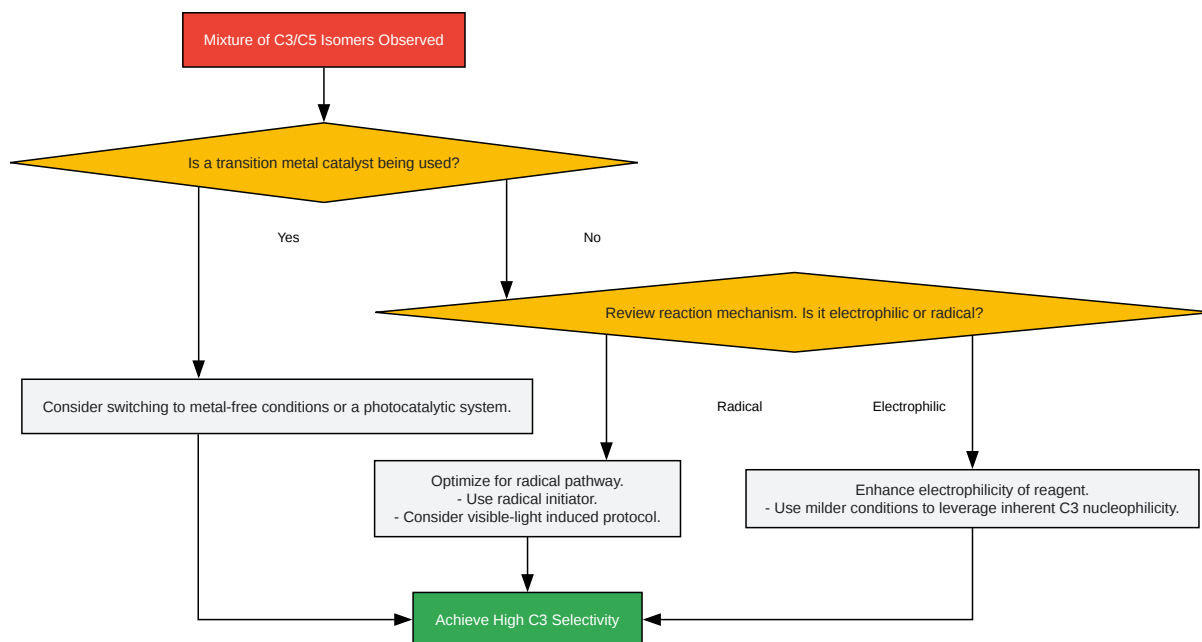 Mixture of C3/C5 Isomers Observed
Is a transition metal catalyst being used?
Yes
No
Review reaction mechanism. Is it electrophilic or radical?
Consider switching to metal-free conditions or a photocatalytic system.
Radical
Electrophilic
Optimize for radical pathway.
- Use radical initiator.
- Consider visible-light induced protocol.
Enhance electrophilicity of reagent.
- Use milder conditions to leverage inherent C3 nucleophilicity.
Achieve High C3 Selectivity